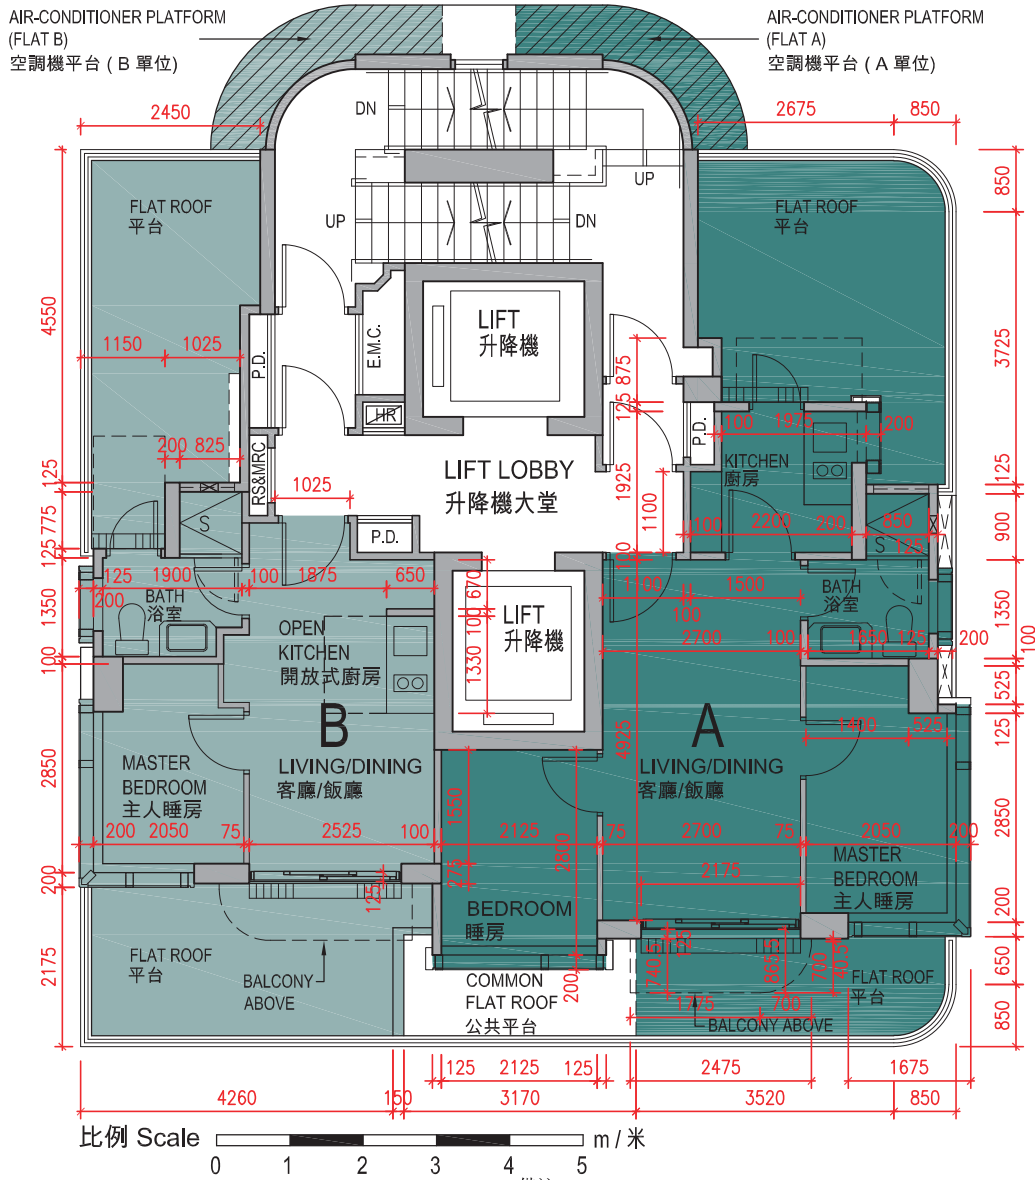 AIR-CONDITIONER PLATFORM
(FLAT B)
空調機平台 ( B 單位)
AIR-CONDITIONER PLATFORM
(FLAT A)
空調機平台 ( A 單位)
2450
DN
2675
850
UP
FLAT ROOF
平台
UP
DN
FLAT ROOF
平台
850
4550
1150
1025
P.D.
E.M.C.
LIFT
升降機
875
125
3725
HR
P.D.
100
1975
200
200
825
RS&MRC
LIFT LOBBY
升降機大堂
1925
KITCHEN
廚房
125
125
1025
1100
775
S
P.D.
100
2200
200
850
900
S
125
125
100
125
1900
100
1875
650
670
1100
1500
BATH
浴室
1350
200
BATH
浴室
100
LIFT
升降機
100
1350
OPEN
KITCHEN
開放式廚房
2700
100
1650
125
200
100
100
1330
525
B
A
4925
1400
525
125
2850
MASTER
BEDROOM
主人睡房
LIVING/DINING
客廳/飯廳
LIVING/DINING
客廳/飯廳
1550
2850
200
2050
75
2525
100
2125
75
2700
75
2050
200
2800
MASTER
BEDROOM
主人睡房
275
2175
200
125
BEDROOM
睡房
200
2175
FLAT ROOF
平台
BALCONY
ABOVE
200
COMMON
FLAT ROOF
公共平台
740.5
125
865.5
700
40.5
FLAT ROOF
平台
650
1775
700
BALCONY ABOVE
850
125
2125
125
2475
1675
4260
150
3170
3520
850
比例 Scale
m / 米
0
1
2
3
4
5